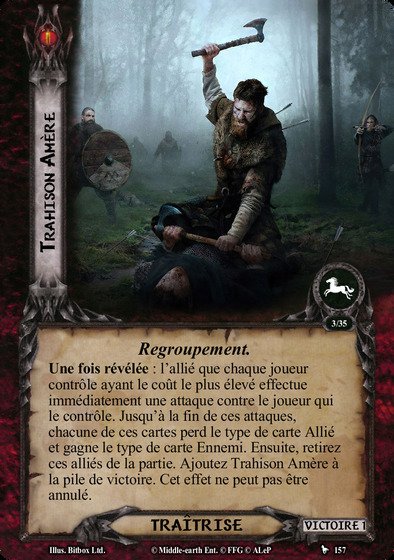 TRAHISON AMÈRE
3/35
Regroupement.
Une fois révélée : l'allié que chaque joueur
contrôle ayant le coût le plus élevé effectue
immédiatement une attaque contre le joueur qui
le contrôle. Jusqu'à la fin de ces attaques,
chacune de ces cartes perd le type de carte Allié
et gagne le type de carte Ennemi. Ensuite, retirez
ces alliés de la partie. Ajoutez Trahison Amère à
la pile de victoire. Cet effet ne peut pas être
annulé.
TRAÎTRISE
VICTOIRE 1
Illus. Bitbox Ltd. © Middle-earth Ent. © FFG © ALeP 157